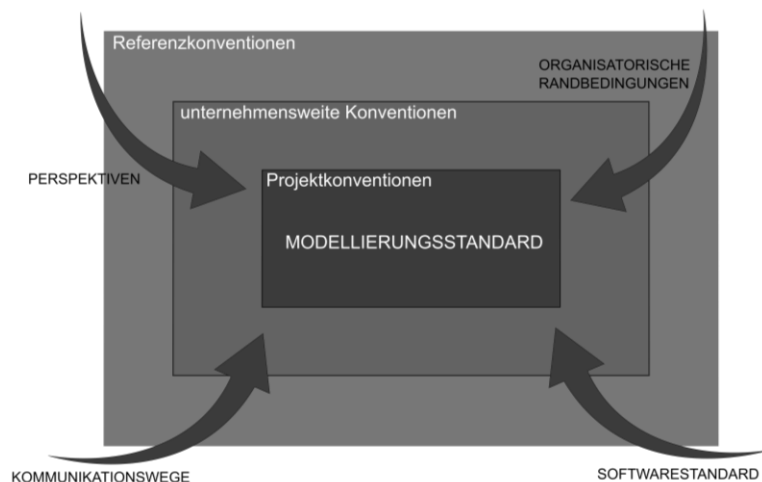 Referenzkonventionen
ORGANISATORISCHE
RANDBEDINGUNGEN
unternehmensweite Konventionen
PERSPEKTIVEN
Projektkonventionen
MODELLIERUNGSSTANDARD
KOMMUNIKATIONSWEGE
SOFTWARESTANDARD